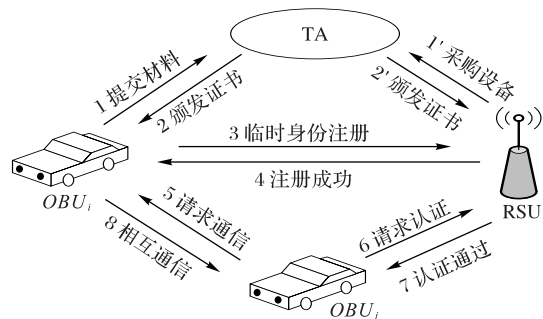 TA
1 提交材料
2 颁发证书
1' 采购设备
2' 颁发证书
3 临时身份注册
4 注册成功
OBU_i
RSU
5 请求通信
8 相互通信
6 请求认证
7 认证通过
OBU_i